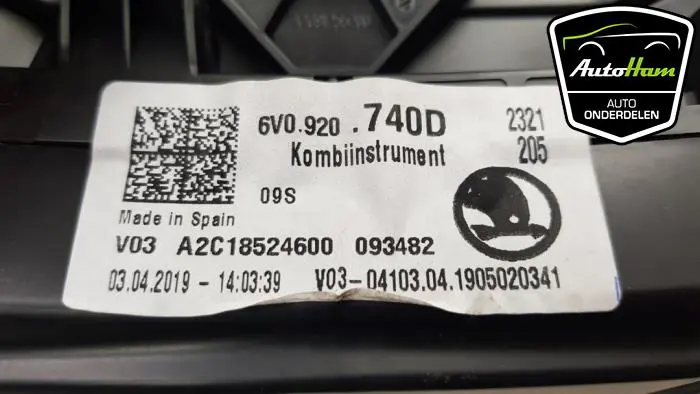 AutoHam
AUTO
ONDERDELEN
6V0.920 .740D
2321
Kombiinstrument
205
09S
Made in Spain
V03 A2C18524600 093482
03.04.2019 - 14:03:39 V03-04103.04.1905020341